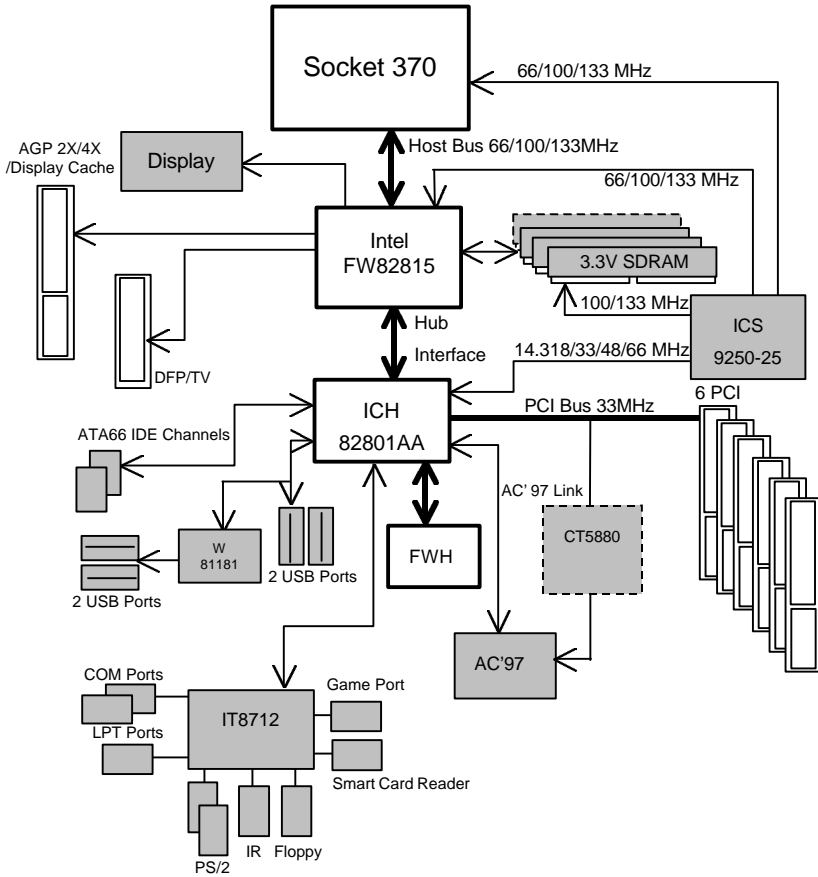 Socket 370
66/100/133 MHz
AGP 2X/4X
/Display Cache
Display
Host Bus 66/100/133MHz
66/100/133 MHz
Intel
FW82815
3.3V SDRAM
100/133 MHz
ICS
9250-25
Hub
Interface
14.318/33/48/66 MHz
DFP/TV
6 PCI
ICH
82801AA
PCI Bus 33MHz
ATA66 IDE Channels
AC' 97 Link
W
81181
2 USB Ports
2 USB Ports
FWH
CT5880
AC'97
COM Ports
LPT Ports
IT8712
Game Port
Smart Card Reader
PS/2
IR
Floppy